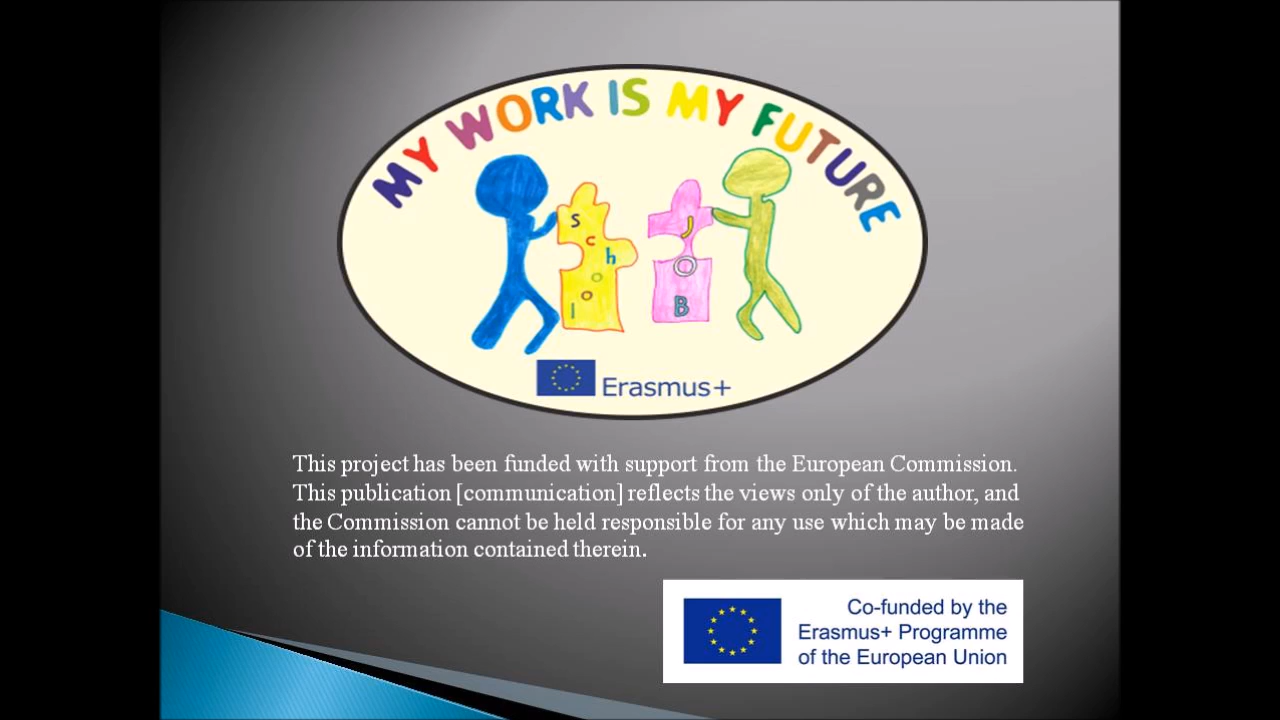 MY WORK IS MY FUTURE
school
JOB
Erasmus+
This project has been funded with support from the European Commission.
This publication [communication] reflects the views only of the author, and
the Commission cannot be held responsible for any use which may be made
of the information contained therein.
Co-funded by the
Erasmus+ Programme
of the European Union